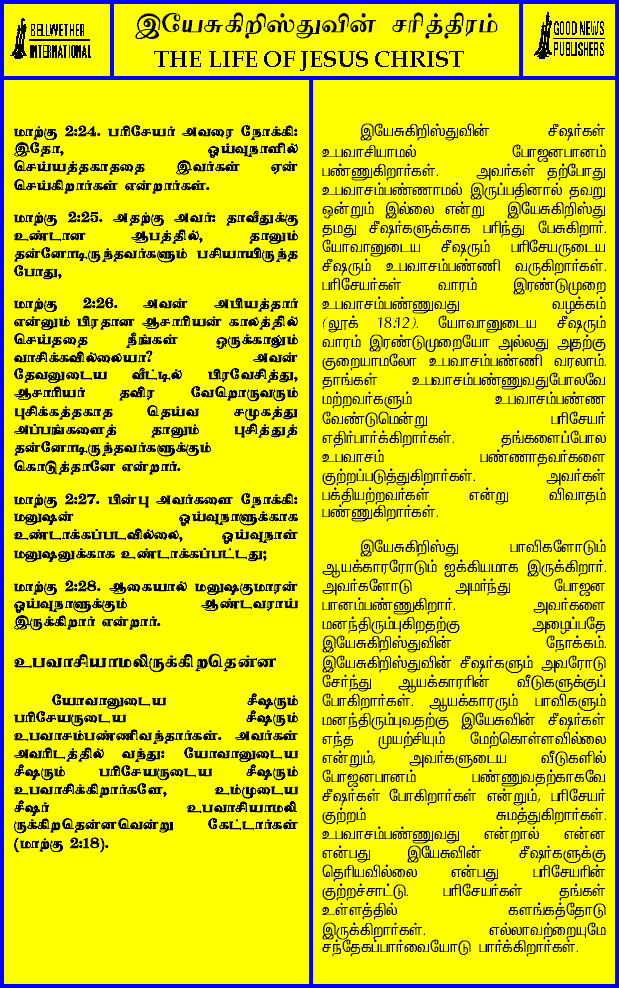 BELLWETHER
INTERNATIONAL
இயேசுகிறிஸ்துவின் சரித்திரம்
THE LIFE OF JESUS CHRIST
GOOD NEWS
PUBLISHERS
மாற்கு 2:24. பரிசேயர் அவரை நோக்கி:
இதோ, ஓய்வுநாளில்
செய்யத்தகாததை இவர்கள் ஏன்
செய்கிறார்கள் என்றார்கள்.
மாற்கு 2:25. அதற்கு அவர்: தாவீதுக்கு
உண்டான ஆபத்தில், தானும்
தன்னோடிருந்தவர்களும் பசியாயிருந்த
போது,
மாற்கு 2:26. அவன் அபியத்தார்
என்னும் பிரதான ஆசாரியன் காலத்தில்
செய்ததை நீங்கள் ஒருக்காலும்
வாசிக்கவில்லையா? அவன்
தேவனுடைய வீட்டில் பிரவேசித்து,
ஆசாரியர் தவிர வேறொருவரும்
புசிக்கத்தகாத தெய்வ சமுகத்து
அப்பங்களைத் தானும் புசித்துத்
தன்னோடிருந்தவர்களுக்கும்
கொடுத்தானே என்றார்.
மாற்கு 2:27. பின்பு அவர்களை நோக்கி:
மனுஷன் ஓய்வுநாளுக்காக
உண்டாக்கப்படவில்லை, ஓய்வுநாள்
மனுஷனுக்காக உண்டாக்கப்பட்டது;
மாற்கு 2:28. ஆகையால் மனுஷகுமாரன்
ஓய்வுநாளுக்கும் ஆண்டவராய்
இருக்கிறார் என்றார்.
உபவாசியாமலிருக்கிறதென்ன
யோவானுடைய சீஷரும்
பரிசேயருடைய சீஷரும்
உபவாசம்பண்ணிவந்தார்கள். அவர்கள்
அவரிடத்தில் வந்து: யோவானுடைய
சீஷரும் பரிசேயருடைய சீஷரும்
உபவாசிக்கிறார்களே, உம்முடைய
சீஷர் உபவாசியாமலி
ருக்கிறதென்னவென்று கேட்டார்கள்
(மாற்கு 2:18).
இயேசுகிறிஸ்துவின் சீஷர்கள்
உபவாசியாமல் போஜனபானம்
பண்ணுகிறார்கள். அவர்கள் தற்போது
உபவாசம்பண்ணாமல் இருப்பதினால் தவறு
ஒன்றும் இல்லை என்று இயேசுகிறிஸ்து
தமது சீஷர்களுக்காக பரிந்து பேசுகிறார்.
யோவானுடைய சீஷரும் பரிசேயருடைய
சீஷரும் உபவாசம்பண்ணி வருகிறார்கள்.
பரிசேயர்கள் வாரம் இரண்டுமுறை
உபவாசம்பண்ணுவது வழக்கம்
(லூக் 18:12). யோவானுடைய சீஷரும்
வாரம் இரண்டுமுறையோ அல்லது அதற்கு
குறையாமலோ உபவாசம்பண்ணி வரலாம்.
தாங்கள் உபவாசம்பண்ணுவதுபோலவே
மற்றவர்களும் உபவாசம்பண்ண
வேண்டுமென்று பரிசேயர்
எதிர்பார்க்கிறார்கள். தங்களைப்போல
உபவாசம் பண்ணாதவர்களை
குற்றப்படுத்துகிறார்கள். அவர்கள்
பக்தியற்றவர்கள் என்று விவாதம்
பண்ணுகிறார்கள்.
இயேசுகிறிஸ்து பாவிகளோடும்
ஆயக்காரரோடும் ஐக்கியமாக இருக்கிறார்.
அவர்களோடு அமர்ந்து போஜன
பானம்பண்ணுகிறார். அவர்களை
மனந்திரும்புகிறதற்கு அழைப்பதே
இயேசுகிறிஸ்துவின் நோக்கம்.
இயேசுகிறிஸ்துவின் சீஷர்களும் அவரோடு
சேர்ந்து ஆயக்காரரின் வீடுகளுக்குப்
போகிறார்கள். ஆயக்காரரும் பாவிகளும்
மனந்திரும்புவதற்கு இயேசுவின் சீஷர்கள்
எந்த முயற்சியும் மேற்கொள்ளவில்லை
என்றும், அவர்களுடைய வீடுகளில்
போஜனபானம் பண்ணுவதற்காகவே
சீஷர்கள் போகிறார்கள் என்றும், பரிசேயர்
குற்றம் சுமத்துகிறார்கள்.
உபவாசம்பண்ணுவது என்றால் என்ன
என்பது இயேசுவின் சீஷர்களுக்கு
தெரியவில்லை என்பது பரிசேயரின்
குற்றச்சாட்டு. பரிசேயர்கள் தங்கள்
உள்ளத்தில் களங்கத்தோடு
இருக்கிறார்கள். எல்லாவற்றையுமே
சந்தேகப்பார்வையோடு பார்க்கிறார்கள்.